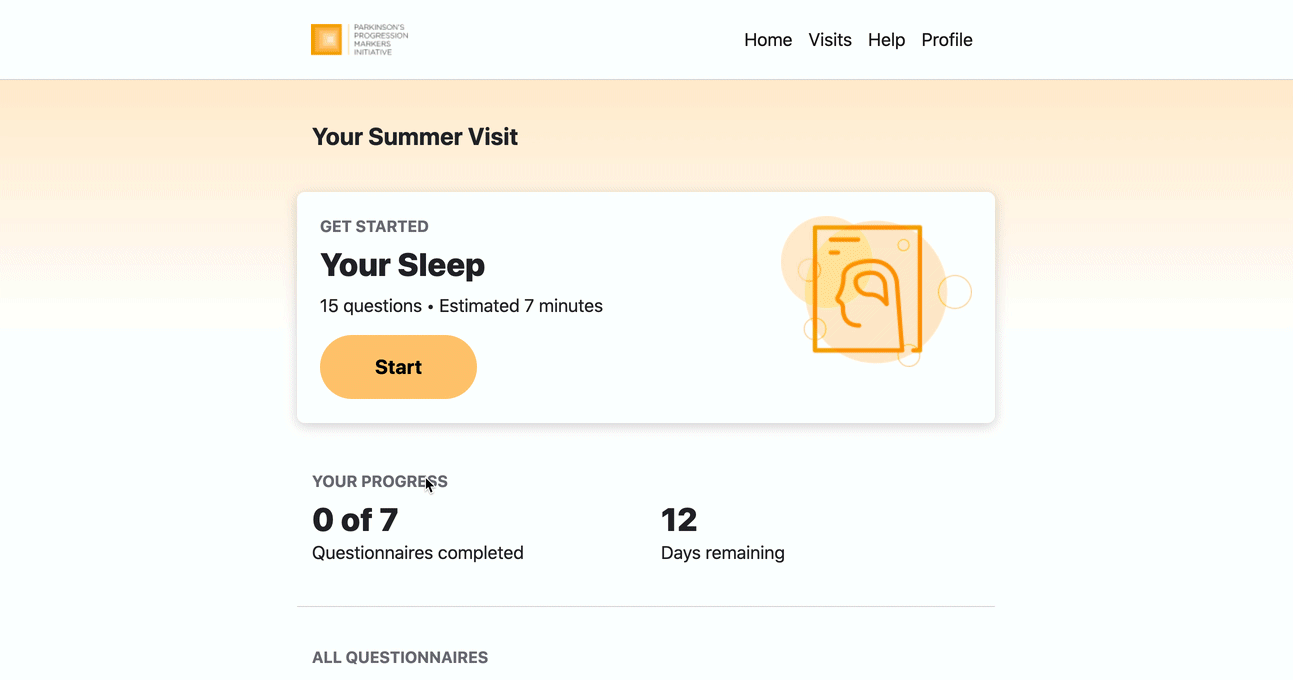 PARKINSON'S
PROGRESSION
MARKERS
INITIATIVE
Home Visits Help Profile
Your Summer Visit
GET STARTED
Your Sleep
15 questions • Estimated 7 minutes
Start
YOUR PROGRESS
0 of 7
Questionnaires completed
12
Days remaining
ALL QUESTIONNAIRES